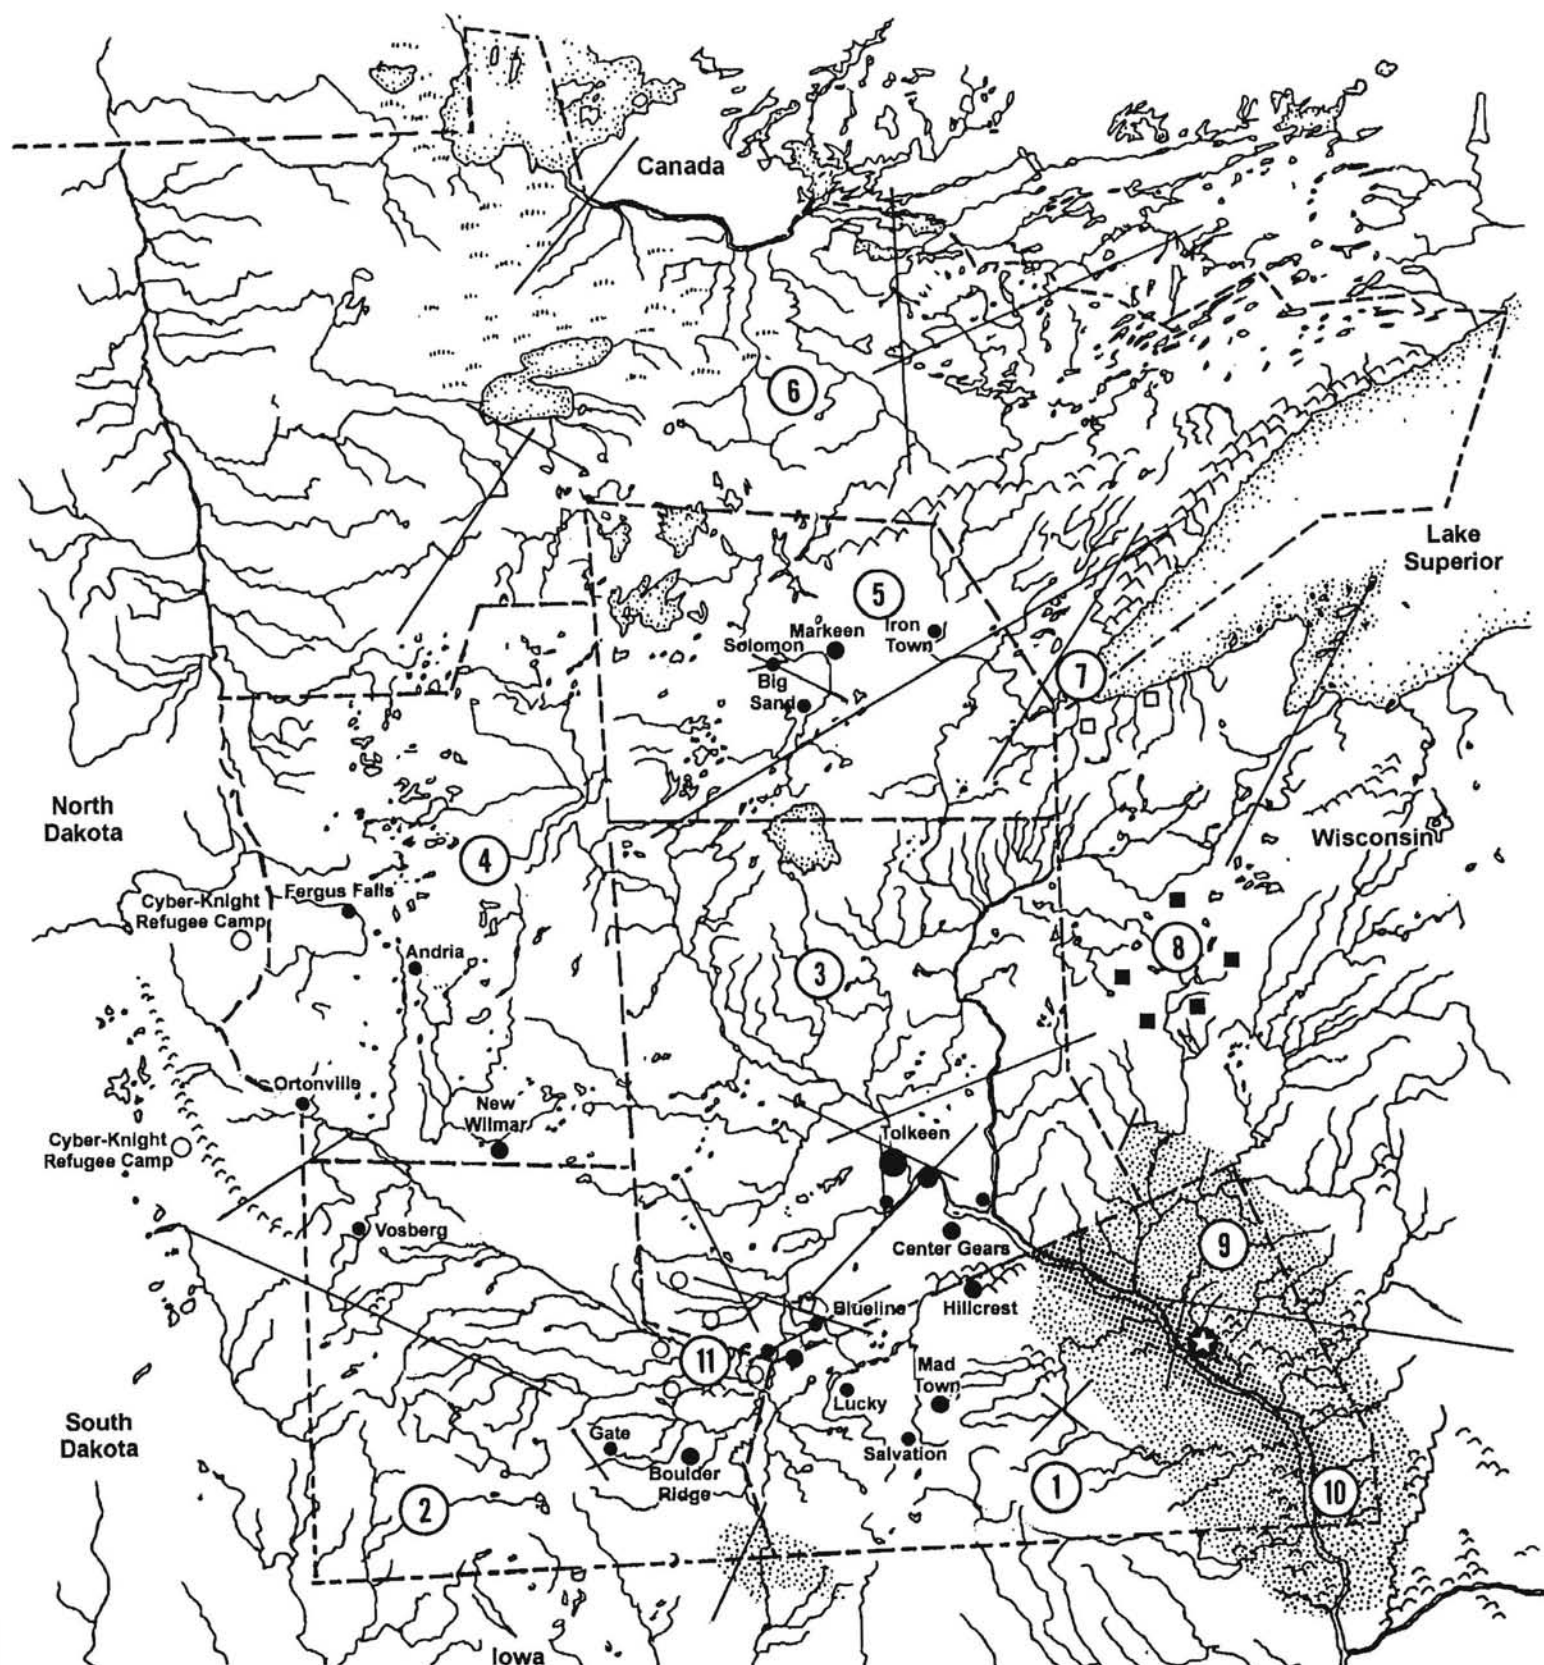 Canada
6
Lake
Superior
5
Markeen
Iron
Town
Solomon
Big
Sand
7
North
Dakota
Wisconsin
4
Cyber-Knight
Refugee Camp
Fergus Falls
Andria
3
8
Ortonville
New
Wilmar
Cyber-Knight
Refugee Camp
Tolkeen
Vosberg
Center Gears
9
Hillcrest
Blueline
11
Mad
Town
Lucky
South
Dakota
Gate
Salvation
Boulder
Ridge
2
1
10
Iowa